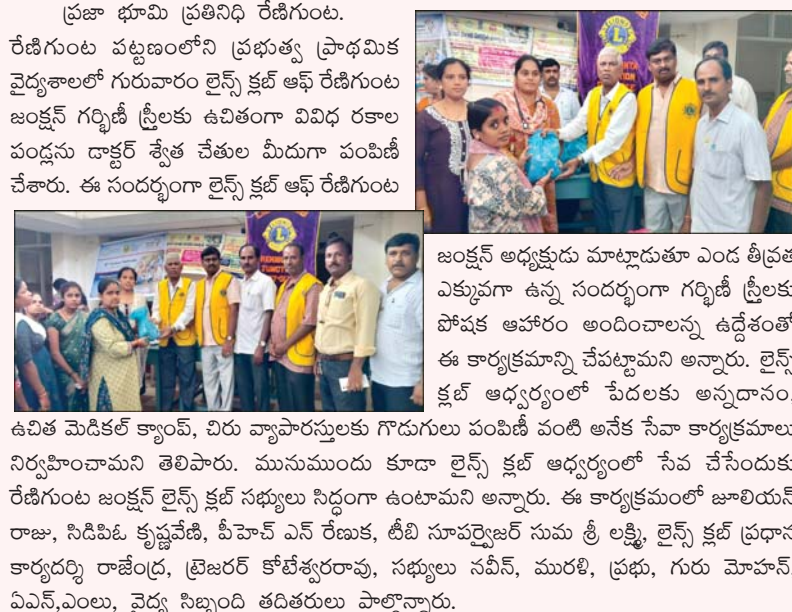 ప్రజా భూమి ప్రతినిధి రేణిగుంట.
రేణిగుంట పట్టణంలోని ప్రభుత్వ ప్రాథమిక
వైద్యశాలలో గురువారం లైన్స్ క్లబ్ ఆఫ్ రేణిగుంట
జంక్షన్ గర్భిణీ స్త్రీలకు ఉచితంగా వివిధ రకాల
పండ్లను డాక్టర్ శ్వేత చేతుల మీదుగా పంపిణీ
చేశారు. ఈ సందర్భంగా లైన్స్ క్లబ్ ఆఫ్ రేణిగుంట
జంక్షన్ అధ్యక్షుడు మాట్లాడుతూ ఎండ తీవ్రత
ఎక్కువగా ఉన్న సందర్భంగా గర్భిణీ స్త్రీలకు
పోషక ఆహారం అందించాలన్న ఉద్దేశంతో
ఈ కార్యక్రమాన్ని చేపట్టామని అన్నారు. లైన్స్
క్లబ్ ఆధ్వర్యంలో పేదలకు అన్నదానం,
ఉచిత మెడికల్ క్యాంప్, చిరు వ్యాపారస్తులకు గొడుగులు పంపిణీ వంటి అనేక సేవా కార్యక్రమాలు
నిర్వహించామని తెలిపారు. మునుముందు కూడా లైన్స్ క్లబ్ ఆధ్వర్యంలో సేవ చేసేందుకు
రేణిగుంట జంక్షన్ లైన్స్ క్లబ్ సభ్యులు సిద్ధంగా ఉంటామని అన్నారు. ఈ కార్యక్రమంలో జూలియన్
రాజు, సిడిపిఓ కృష్ణవేణి, పీహెచ్ ఎన్ రేణుక, టీబి సూపర్వైజర్ సుమ శ్రీ లక్ష్మి, లైన్స్ క్లబ్ ప్రధాన
కార్యదర్శి రాజేంద్ర, ట్రెజరర్ కోటేశ్వరరావు, సభ్యులు నవీన్, మురళి, ప్రభు, గురు మోహన్,
ఏఎన్,ఎంలు, వైద్య సిబ్బంది తదితరులు పాల్గొన్నారు.